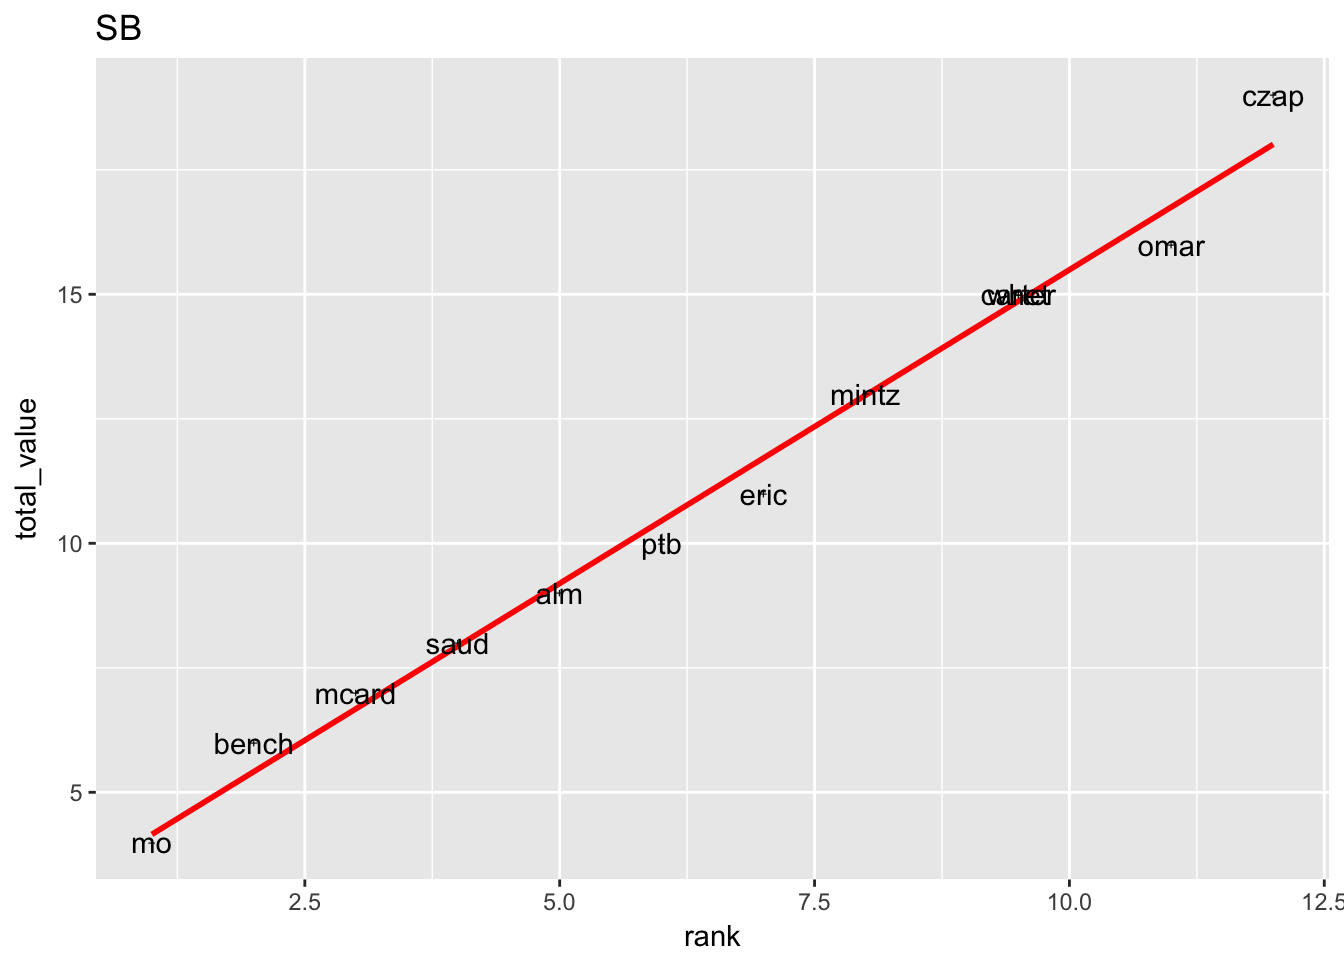 SB
czap
omar
15
mintz
eric
10
ptb
alm
saud
mcard
bench
5
mo
2.5
5.0
7.5
10.0
12.5
rank
total_value